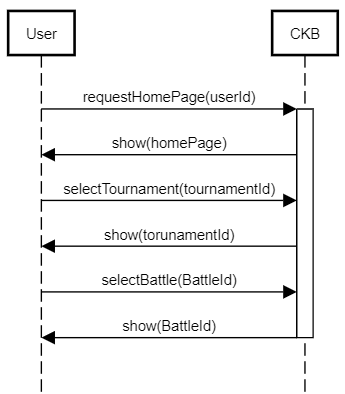 User
CKB
requestHomePage(userId)
show(homePage)
selectTournament(tournamentId)
show(torunamentId)
selectBattle(BattleId)
show(BattleId)